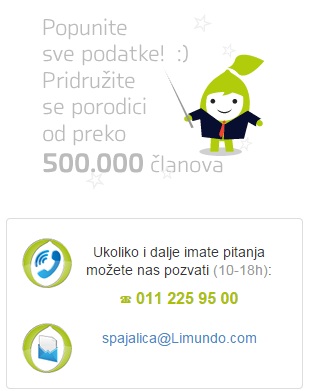 Popunite
sve podatke! :)
Pridružite
se porodici
od preko
500.000 članova
Ukoliko i dalje imate pitanja
možete nas pozvati (10-18h):
☎ 011 225 95 00
spajalica@Limundo.com